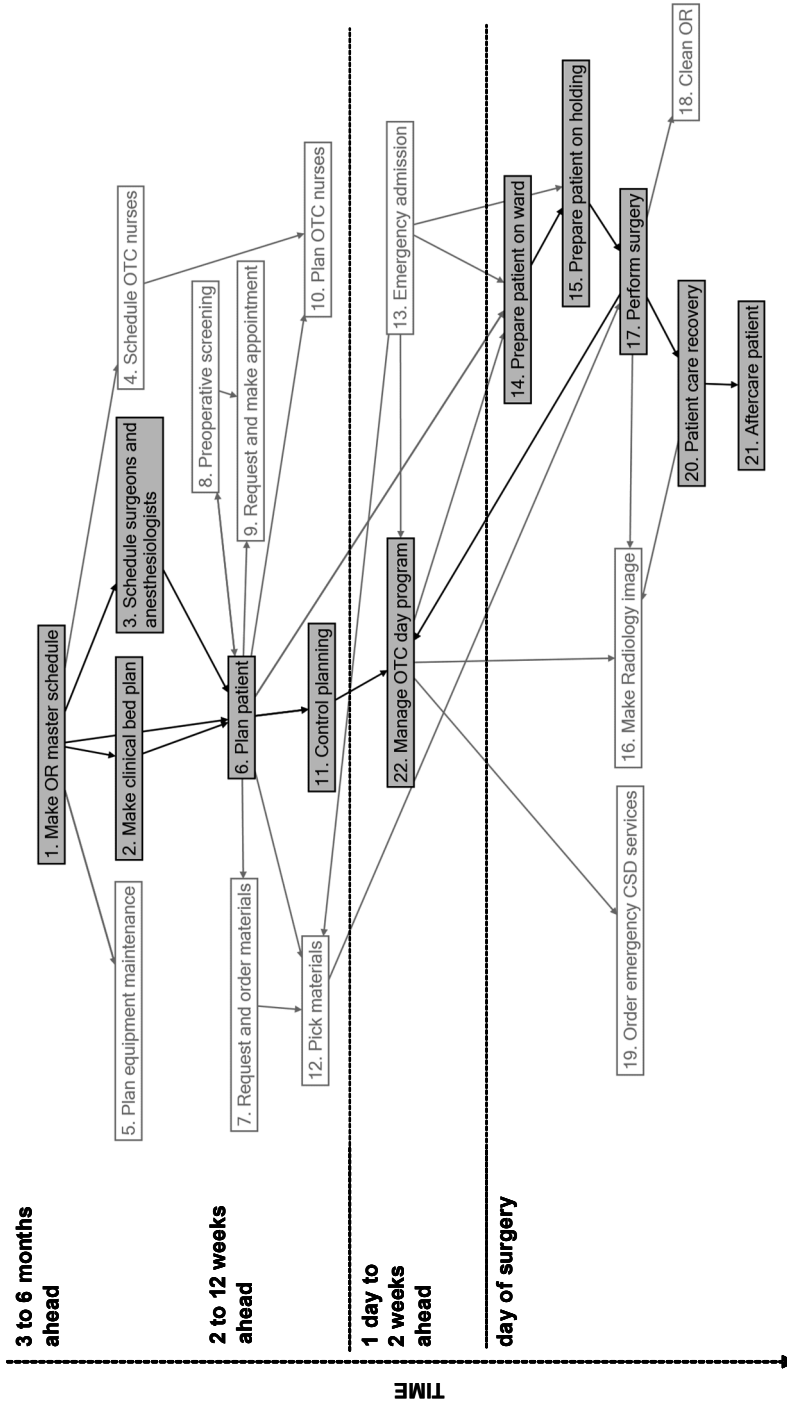 3 to 6 months
ahead
1. Make OR master schedule
5. Plan equipment maintenance
2. Make clinical bed plan
3. Schedule surgeons and
anesthesiologists
4. Schedule OTC nurses
2 to 12 weeks
ahead
8. Preoperative screening
7. Request and order materials
6. Plan patient
9. Request and make appointment
12. Pick materials
11. Control planning
10. Plan OTC nurses
1 day to
2 weeks
ahead
22. Manage OTC day program
13. Emergency admission
day of surgery
14. Prepare patient on ward
15. Prepare patient on holding
19. Order emergency CSD services
16. Make Radiology image
17. Perform surgery
18. Clean OR
20. Patient care recovery
21. Aftercare patient
TIME